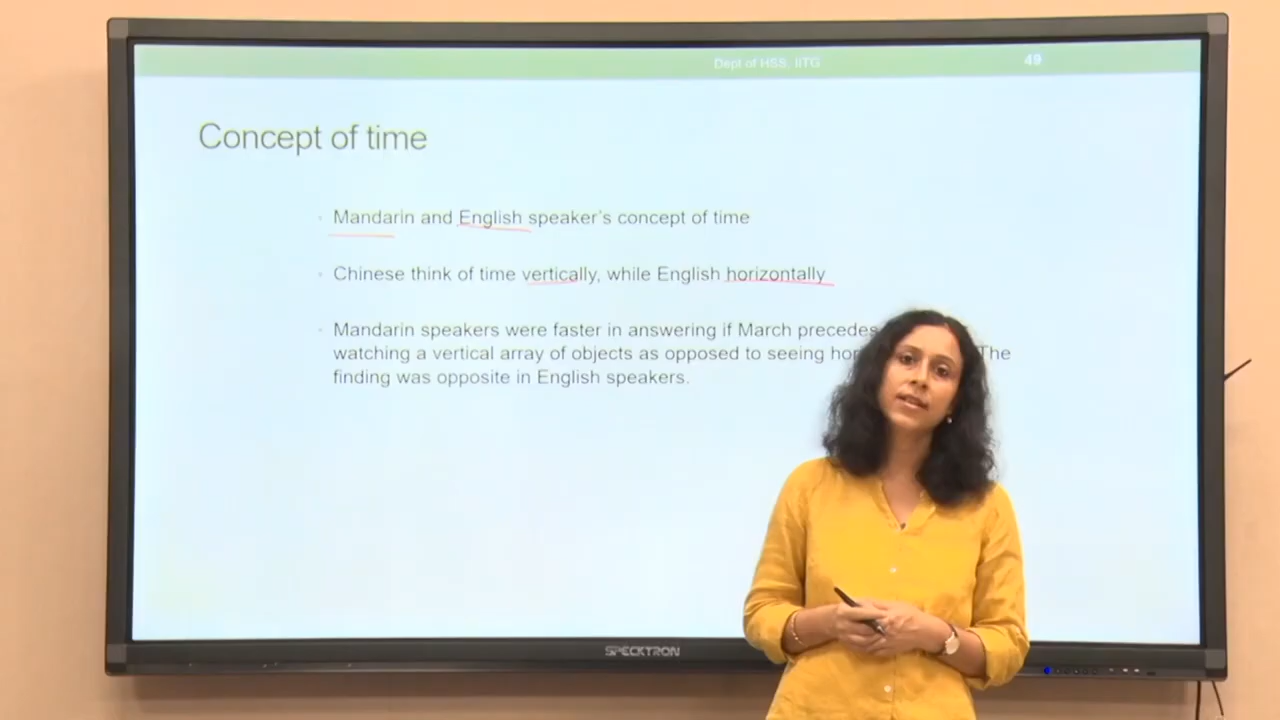 Dept of HSS, IITG
49
Concept of time
Mandarin and English speaker's concept of time
Chinese think of time vertically, while English horizontally
Mandarin speakers were faster in answering if March precedes
watching a vertical array of objects as opposed to seeing The
finding was opposite in English speakers.
SPECKTRON